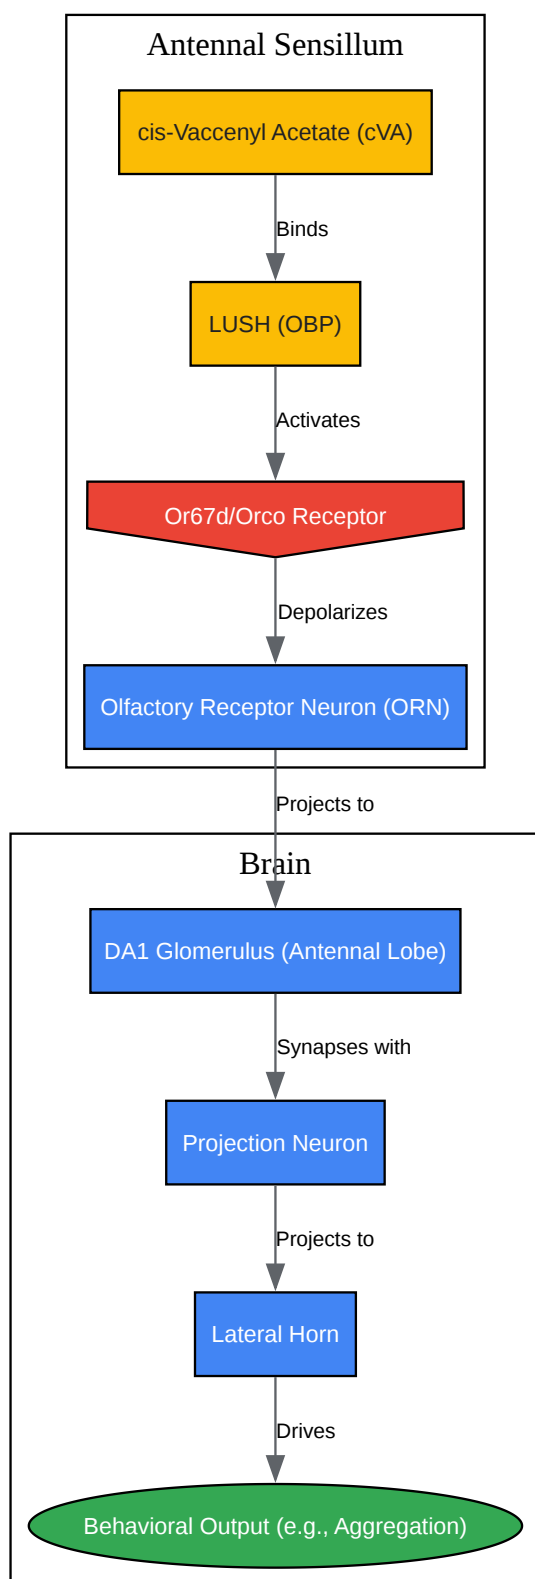 Antennal Sensillum
cis-Vaccenyl Acetate (cVA)
Binds
LUSH (OBP)
Activates
Or67d/Orco Receptor
Depolarizes
Olfactory Receptor Neuron (ORN)
Projects to
Brain
DA1 Glomerulus (Antennal Lobe)
Synapses with
Projection Neuron
Projects to
Lateral Horn
Drives
Behavioral Output (e.g., Aggregation)